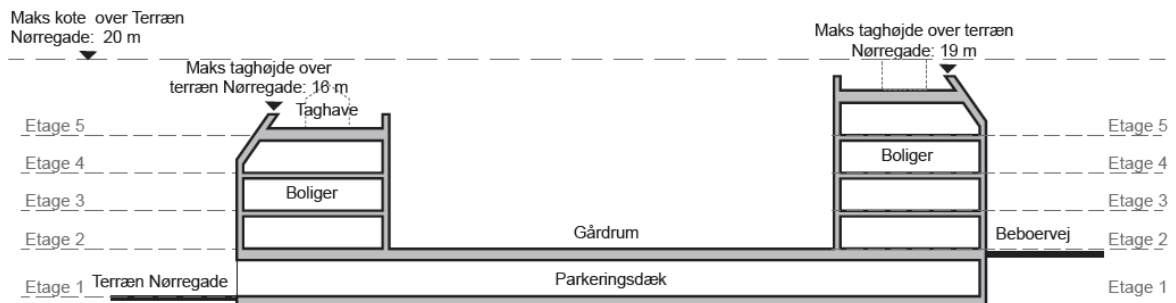 Maks kote over Terræn
Nørregade: 20 m
Maks taghøjde over terræn
Nørregade: 19 m
Maks taghøjde over
terræn Nørregade: 16 m
Taghave
Etage 5
Etage 5
Etage 4
Boliger
Etage 4
Boliger
Etage 3
Etage 3
Gårdrum
Beboervej
Etage 2
Etage 2
Terræn Nørregade
Parkeringsdæk
Etage 1
Etage 1